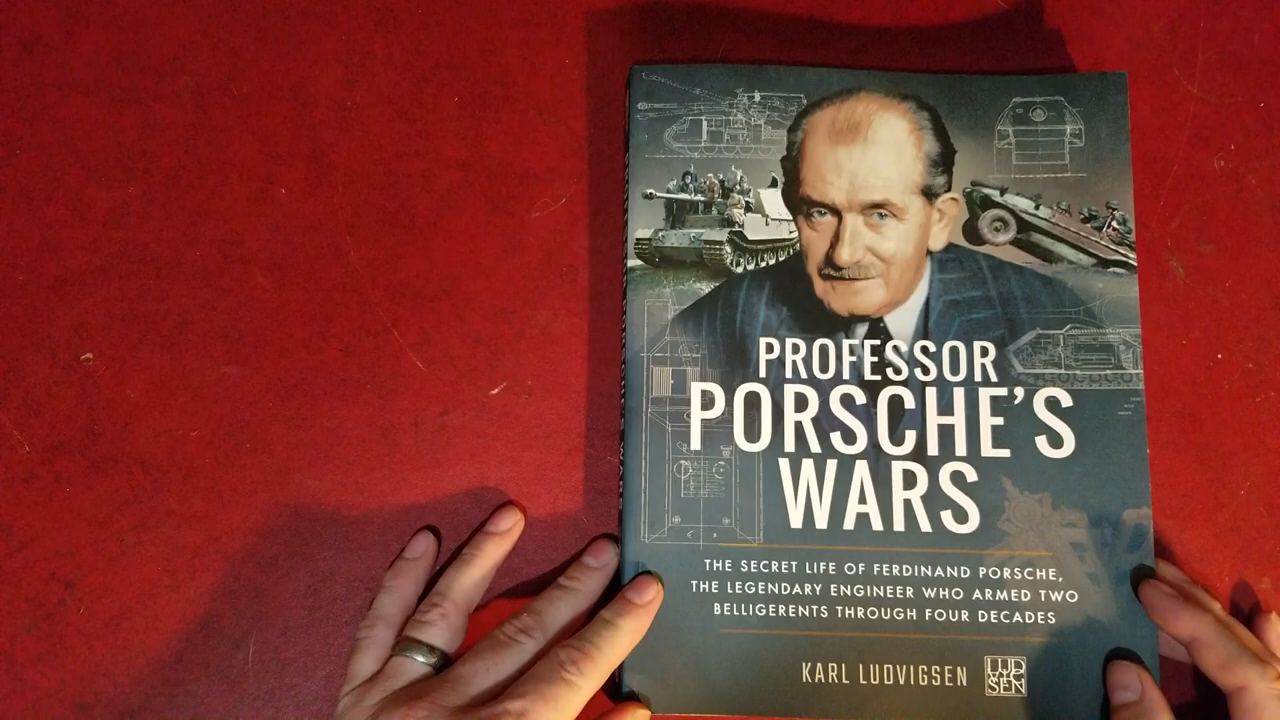 PROFESSOR
PORSCHE'S
WARS
THE SECRET LIFE OF FERDINAND PORSCHE,
THE LEGENDARY ENGINEER WHO ARMED TWO
BELLIGERENTS THROUGH FOUR DECADES
KARL LUDVIGSEN
LUD
VIG
SEN